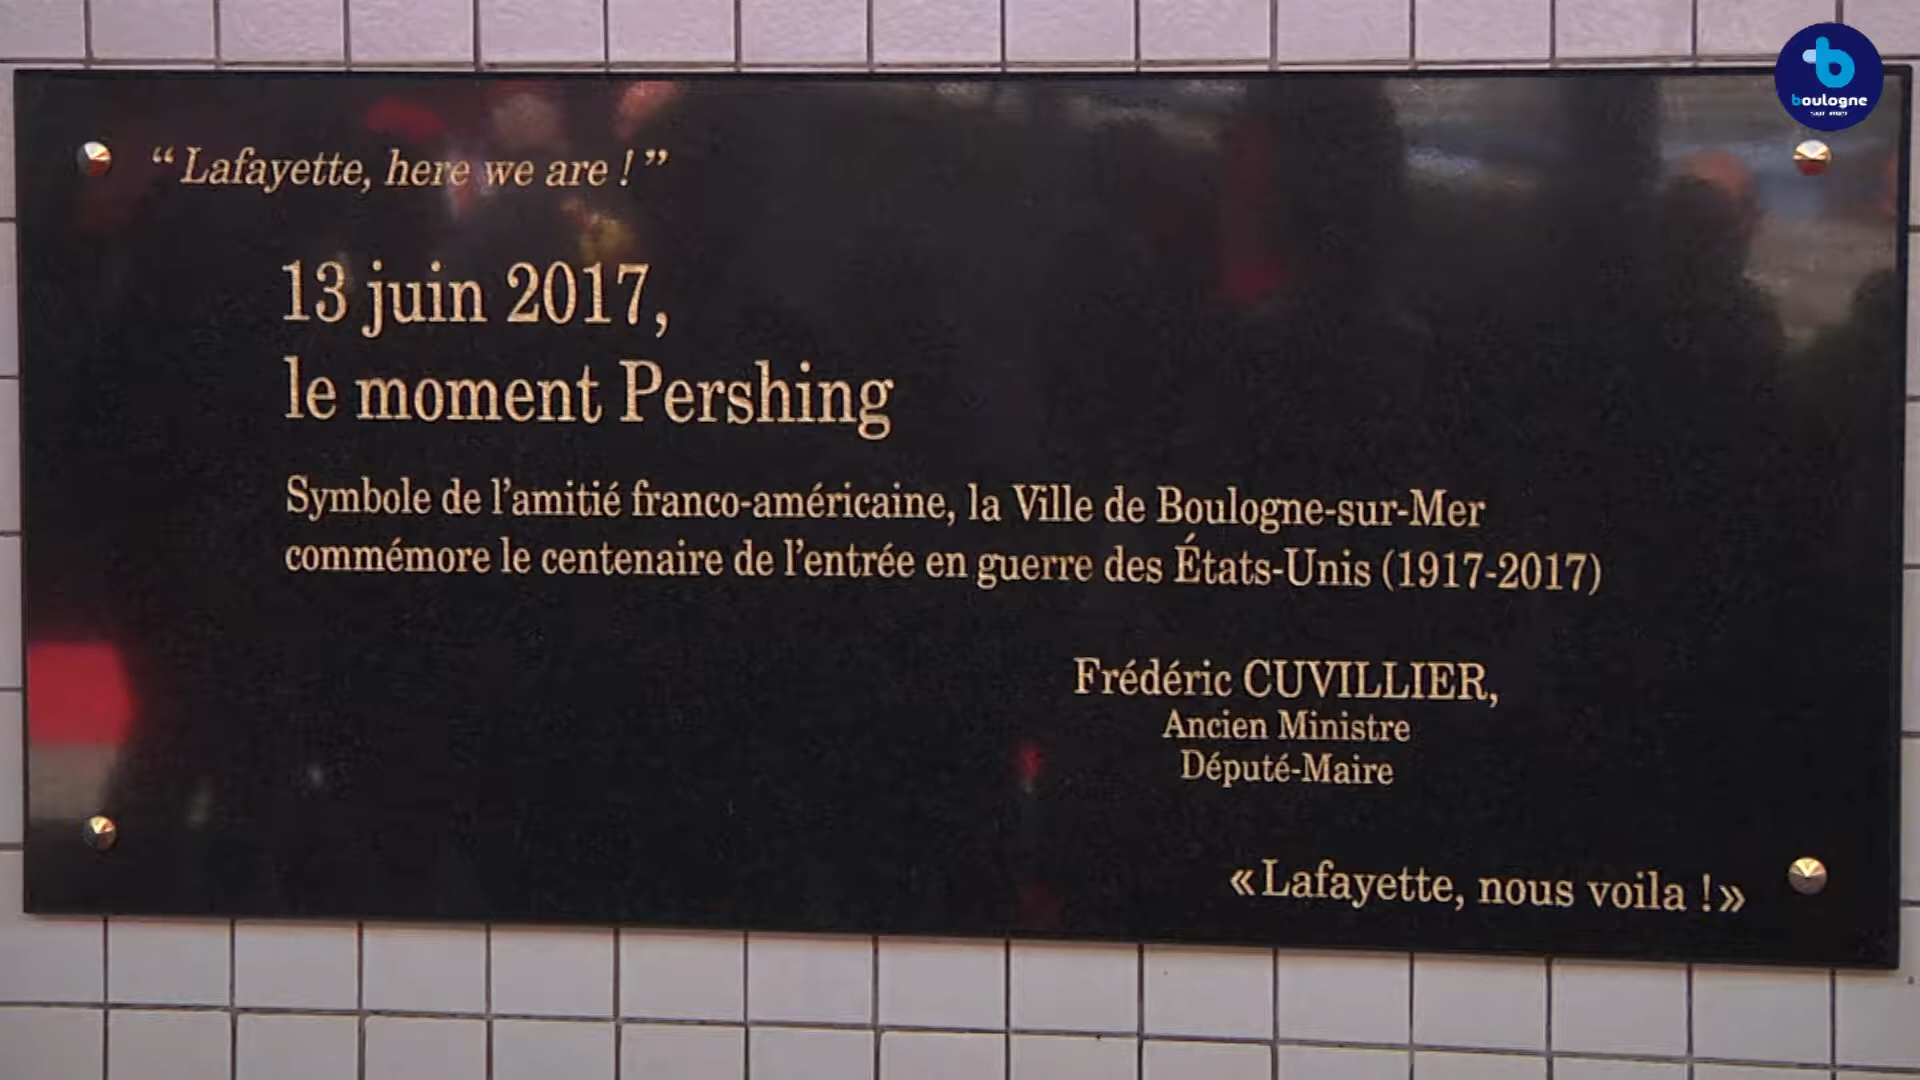 boulogne
sur mer
“Lafayette, here we are !”
13 juin 2017,
le moment Pershing
Symbole de l’amitié franco-américaine, la Ville de Boulogne-sur-Mer
commémore le centenaire de l’entrée en guerre des États-Unis (1917-2017)
Frédéric CUVILLIER,
Ancien Ministre
Député-Maire
«Lafayette, nous voila !»